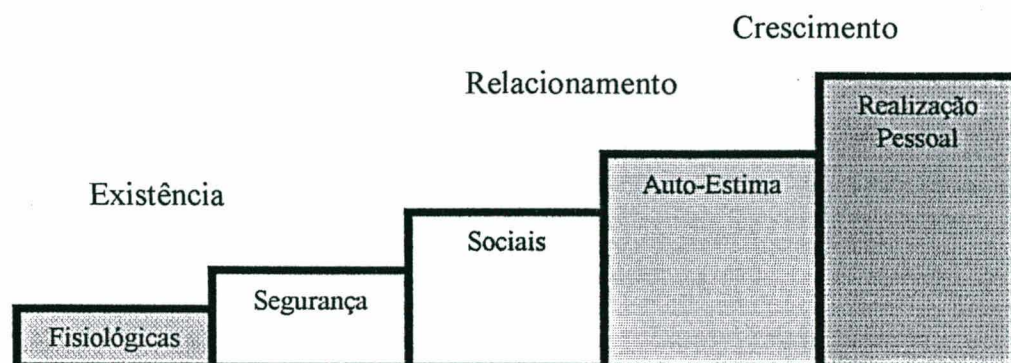 Crescimento
Relacionamento
Realização
Pessoal
Existência
Auto-Estima
Sociais
Segurança
Fisiológicas